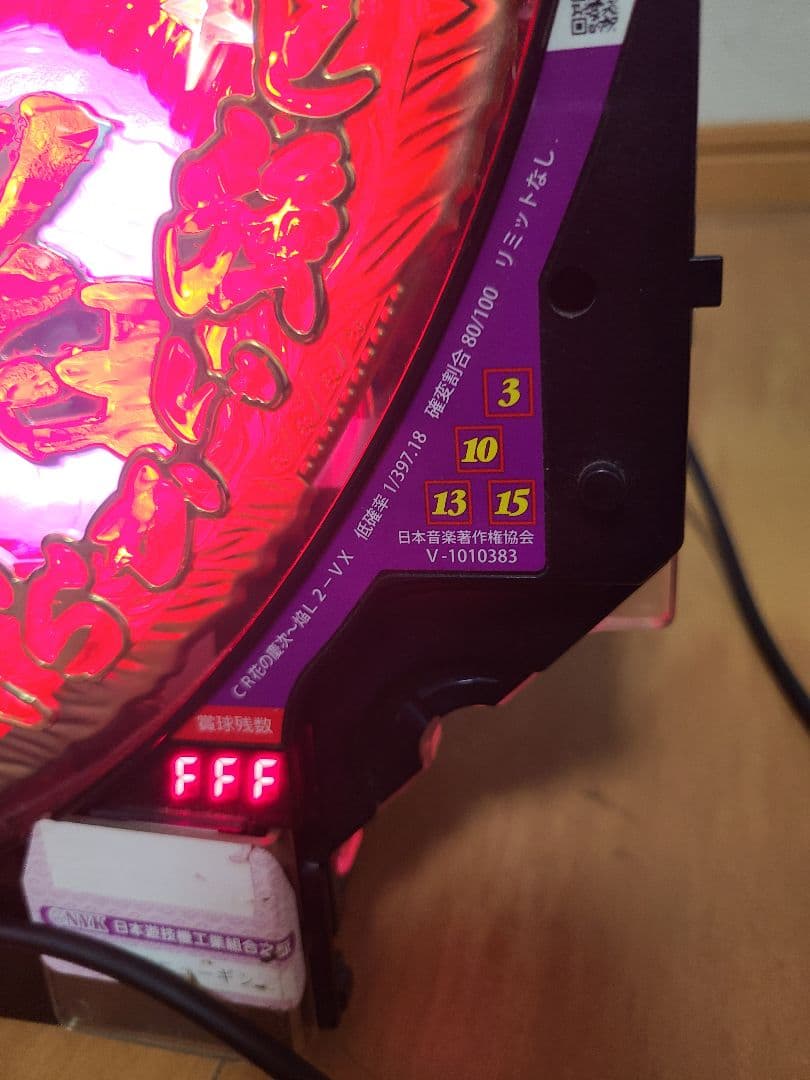 CR花の慶次～焔L2－VX 低確率 1/397.18 確変割合 80/100 リミットなし.
3
10
13 15
日本音楽著作権協会
V-1010383
賞球残数
FFF
日本遊技機工業組合之証
ーギン